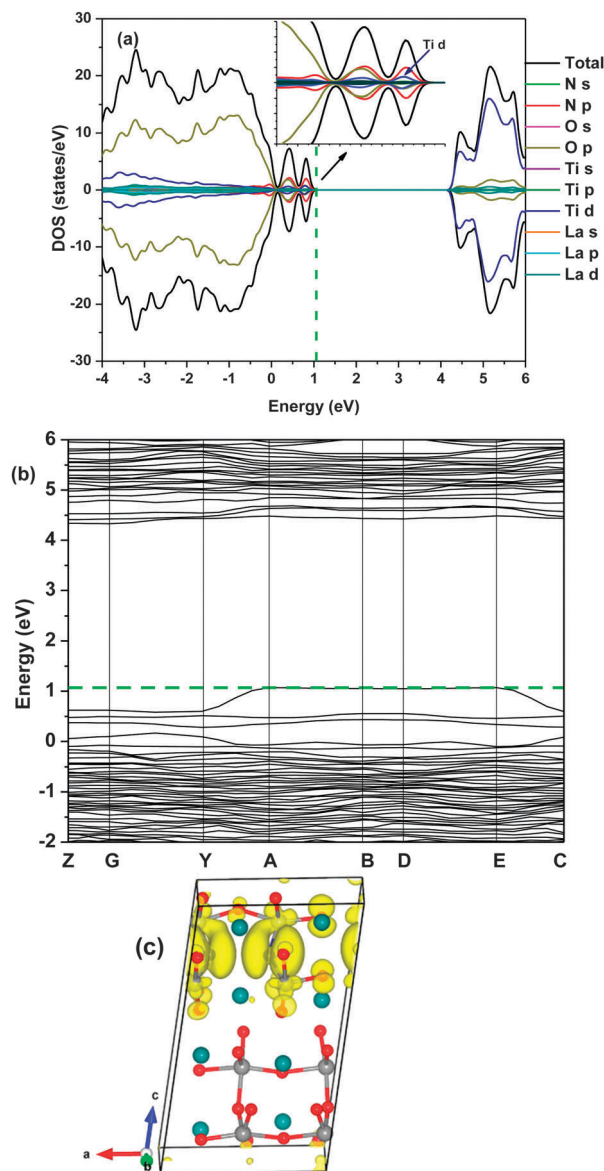 (a)
DOS (states/eV)
30
20
10
0
-10
-20
-30
-4 -3 -2 -1 0 1 2 3 4 5 6
Energy (eV)
Ti d
Total
N s
N p
O s
O p
Ti s
Ti p
Ti d
La s
La p
La d
(b)
Energy (eV)
6
5
4
3
2
1
0
-1
-2
Z G Y A B D E C
(c)
c
a
b